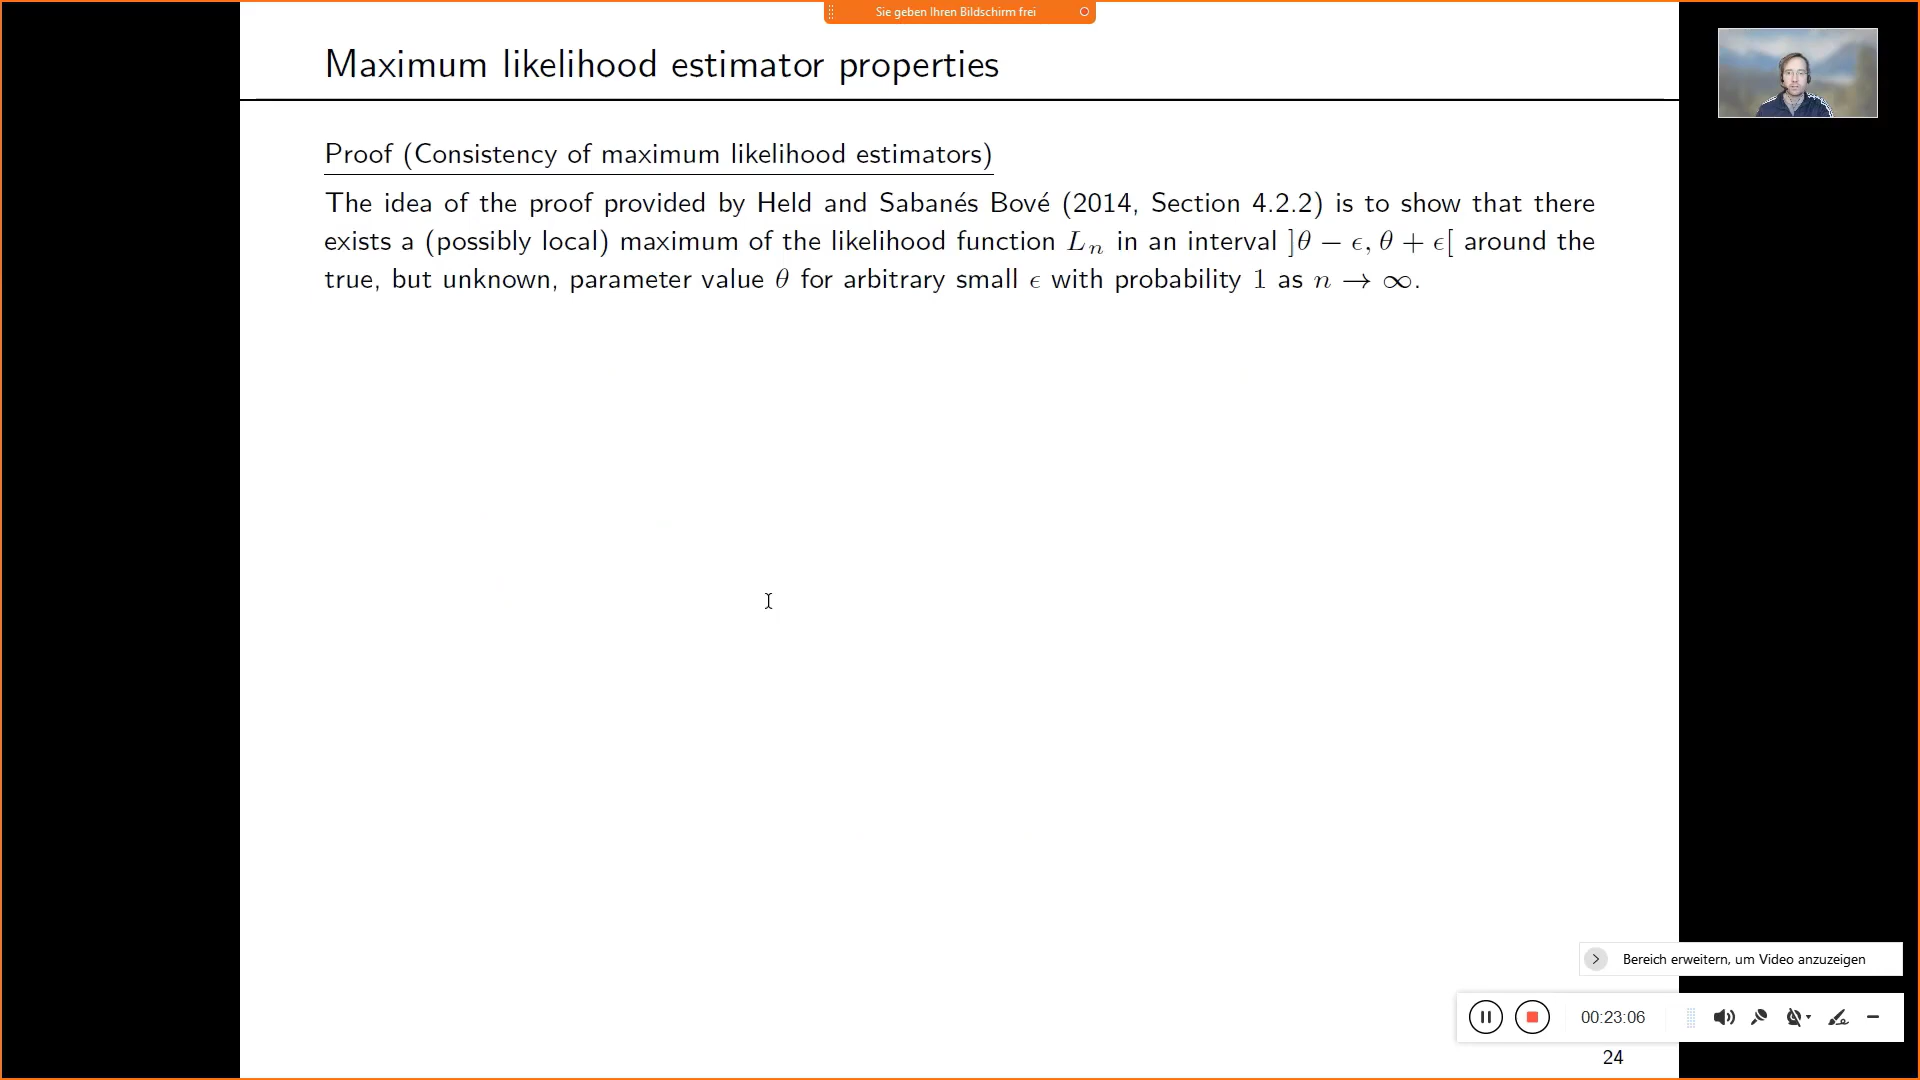 Sie geben Ihren Bildschirm frei
Maximum likelihood estimator properties
Proof (Consistency of maximum likelihood estimators)
The idea of the proof provided by Held and Sabanés Bové (2014, Section 4.2.2) is to show that there
exists a (possibly local) maximum of the likelihood function Lₙ in an interval ]θ − ϵ, θ + ϵ[ around the
true, but unknown, parameter value θ for arbitrary small ϵ with probability 1 as n → ∞.
Bereich erweitern, um Video anzuzeigen
00:23:06
24